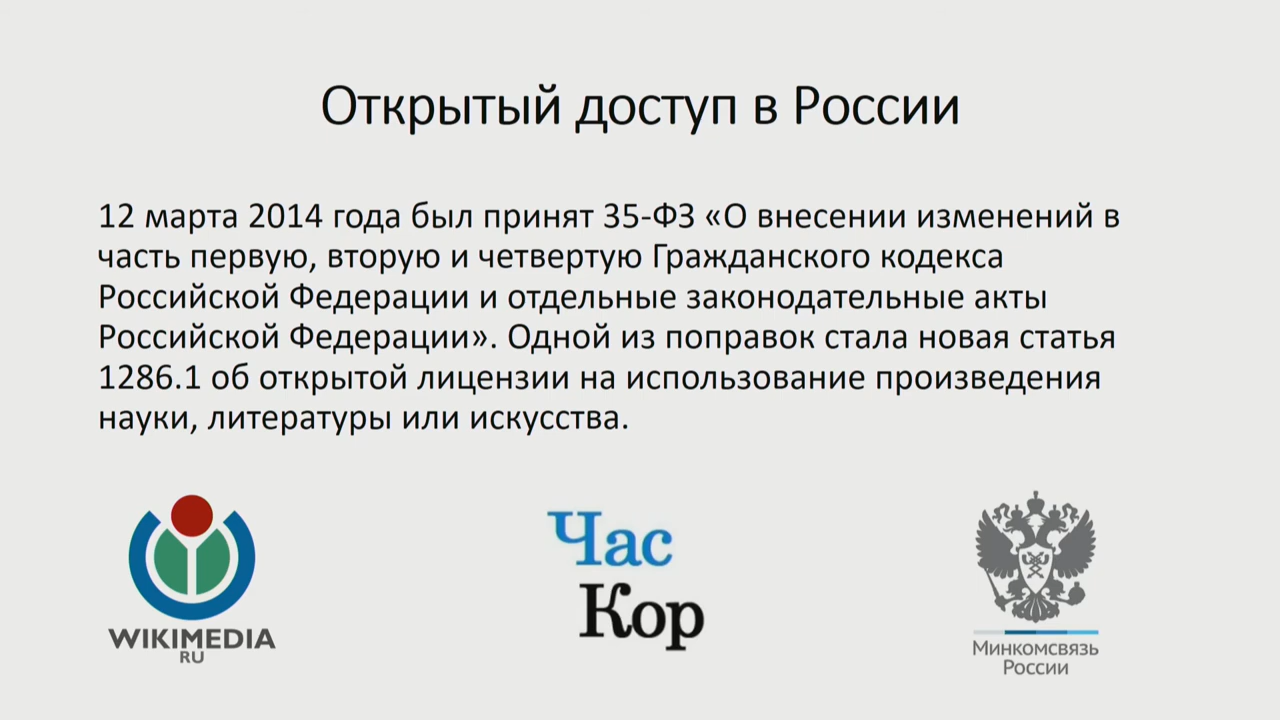 Открытый доступ в России
12 марта 2014 года был принят 35-ФЗ «О внесении изменений в
часть первую, вторую и четвертую Гражданского кодекса
Российской Федерации и отдельные законодательные акты
Российской Федерации». Одной из поправок стала новая статья
1286.1 об открытой лицензии на использование произведения
науки, литературы или искусства.
WIKIMEDIA
RU
Час
Кор
Минкомсвязь
России